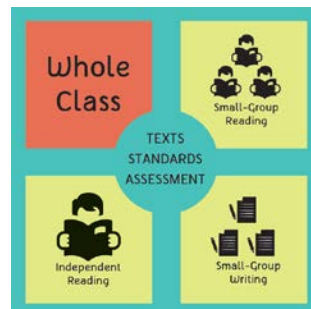 Whole
Class
Small-Group
Reading
TEXTS
STANDARDS
ASSESSMENT
Independent
Reading
Small-Group
Writing